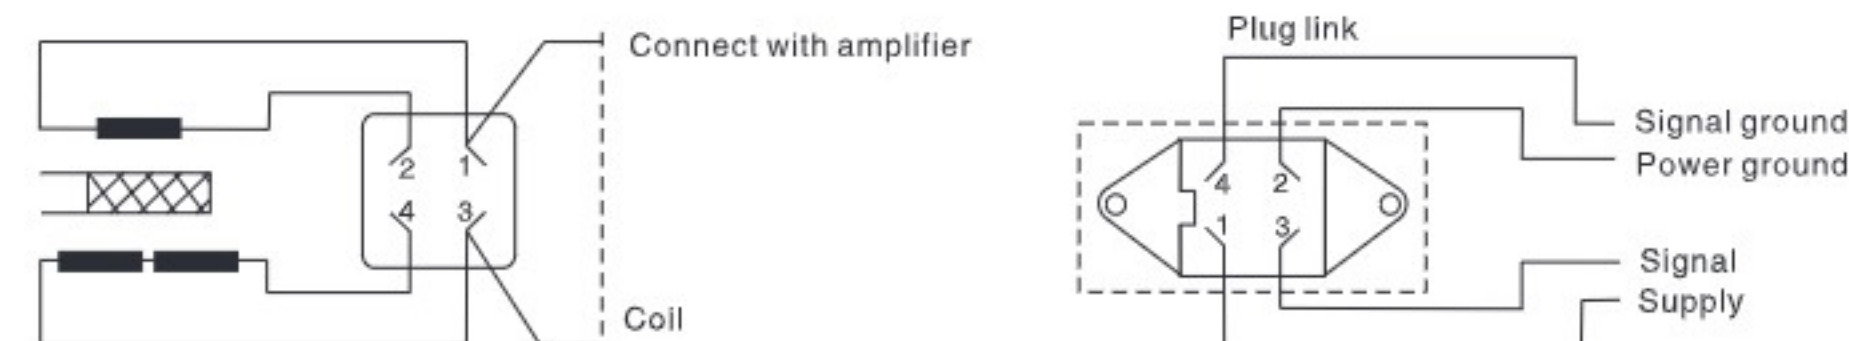 Connect with amplifier
2 1
4 3
Coil
Plug link
Signal ground
Power ground
4 2
1 3
Signal
Supply